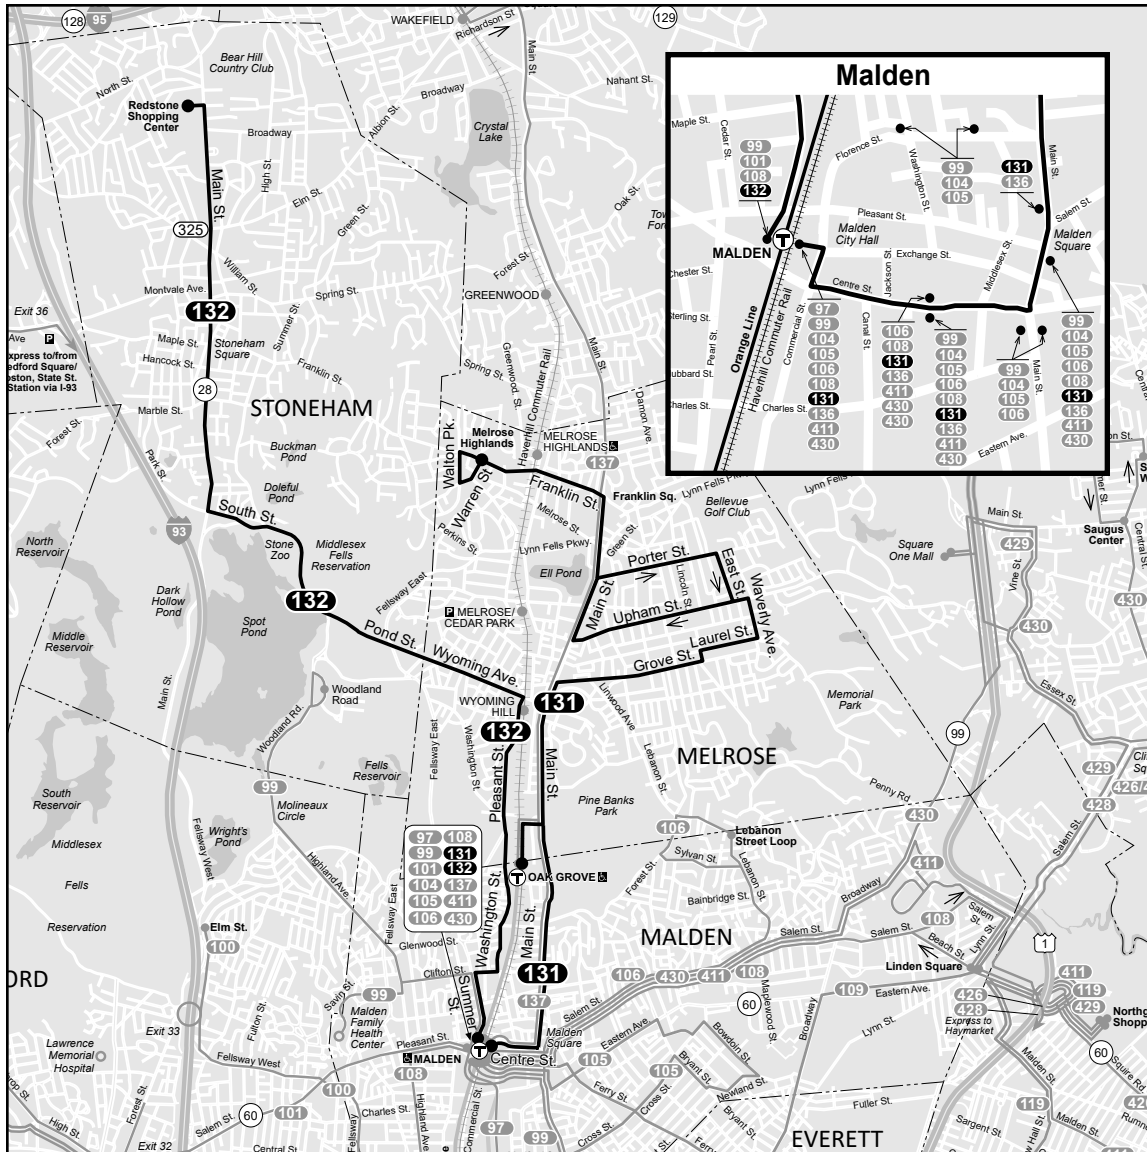 128
95
WAKEFIELD
Richardson St.
129
Bear Hill
Country Club
North St.
Main St.
Nahant St.
Redstone
Shopping
Center
Broadway
Albion St.
Crystal
Lake
Broadway
High St.
Main St.
Elm St.
Green St.
Oak St.
325
William St.
Forest St.
Montvale Ave.
Spring St.
GREENWOOD
Exit 36
132
Summer St.
Maple St.
Stoneham
Square
Hancock St.
Franklin St.
Main St.
Ave
P
Express to/from
Spring St.
Greenwood. St.
Haverhill Commuter Rail
Station via I-93
28
Marble St.
STONEHAM
Damon Ave.
Forest St.
Park St.
Buckman
Pond
Walton Pk.
Melrose
Highlands
MELROSE
HIGHLANDS
137
Doleful
Pond
Warren St.
Franklin St.
Franklin Sq.
Lynn Fells Pkwy.
Lynn Fells Pkwy.
Bellevue
Golf Club
South St.
93
Stone
Zoo
Middlesex
Fells
Reservation
Perkins St.
Melrose St.
Lynn Fells Pkwy.
Green St.
North
Reservoir
Ell Pond
Porter St.
East St.
Lincoln St.
Main St.
Upham St.
Waverly Ave.
Laurel St.
Grove St.
Fellsway East
Dark
Hollow
Pond
132
Spot
Pond
P MELROSE/
CEDAR PARK
Pond St.
Wyoming Ave.
Middle
Reservoir
Main St.
Woodland
Road
Woodland Rd.
WYOMING
HILL
131
Linwood Ave
Memorial
Park
132
Fellsway East
Washington St.
Pleasant St.
Main St.
Lebanon St.
MELROSE
99
Fells
Reservoir
South
Reservoir
Molineaux
Circle
Pine Banks
Park
Penny Rd.
99
430
Middlesex
Fells
Reservation
Fellsway West
Wright's
Pond
Highland Ave.
97 108
99 131
101 132
104 137
105 411
106 430
OAK GROVE
T
106
Lebanon
Street Loop
Sylvan St.
Forest St.
Lebanon St.
Bainbridge St.
Broadway
411
Fellsway East
Glenwood St.
Washington St.
Main St.
MALDEN
Salem St.
Salem St.
108
Salem St.
Beach St.
Lynn St.
1
Elm St.
100
Clifton St.
Summer St.
131
137
106
430
411
108
109
Eastern Ave.
Linden Square
Salem St.
ORD
Savin St.
99
Malden
Family
Health
Center
Fulton St.
60
Maplewood St.
Broadway
Lynn St.
426
428
Express to
Haymarket
411
119
429
Exit 33
Lawrence
Memorial
Hospital
Fellsway West
Pleasant St.
MALDEN
108
T
Centre St.
Malden
Square
Eastern Ave.
105
105
Bowdoin St.
Bryant St.
Newland St.
Ferry St.
Cross St.
Cross St.
Bryant St.
Fuller St.
60
Squire Rd.
Malden St.
119
Malden St.
High St.
Forest St.
Exit 32
Salem St.
60
101
100
Charles St.
Fellsway
Highland Ave
Central St.
Commercial St.
97
99
EVERETT
Sargent St.
Main St.
429
Vine St.
430
Square
One Mall
Saugus
Center
Central St.
430
Essex St.
429
428
Malden
Maple St.
Cedar St.
99
101
108
132
Florence St.
Washington St.
99
104
105
131
136
Main St.
Salem St.
Pleasant St.
Malden
City Hall
Malden
Square
MALDEN
T
Exchange St.
Jackson St.
Middlesex St.
Chester St.
Centre St.
Pearl St.
Orange Line
Haverhill Commuter Rail
Commercial St.
Canal St.
Charles St.
Charles St.
97
99
104
105
106
108
131
136
411
430
106
108
131
136
411
430
430
99
104
105
106
108
131
136
411
430
99
104
105
106
Main St.
Eastern Ave.
99
104
105
106
108
131
136
411
430